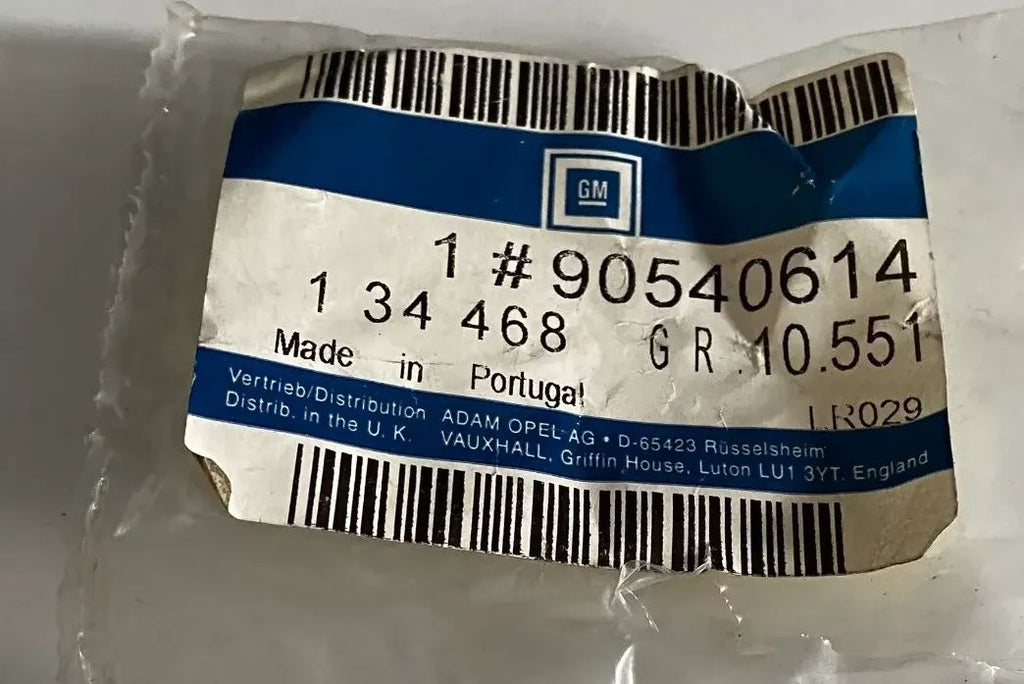 GM
1 #90540614
1 34 468 GR.10.551
Made in Portugal
LR029
Vertrieb/Distribution ADAM OPEL AG • D-65423 Rüsselsheim
Distrib. in the U. K. VAUXHALL, Griffin House, Luton LU1 3YT. England